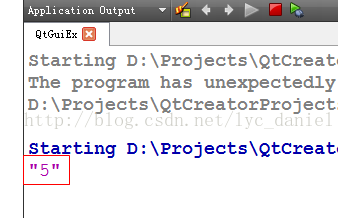 Application Output
QtGuiEx
Starting D:\Projects\QtCreato
The program has unexpectedly
D:\Projects\QtCreatorProject
http://blog.csdn.net/lyc_daniel
Starting D:\Projects\QtCreato
"5"